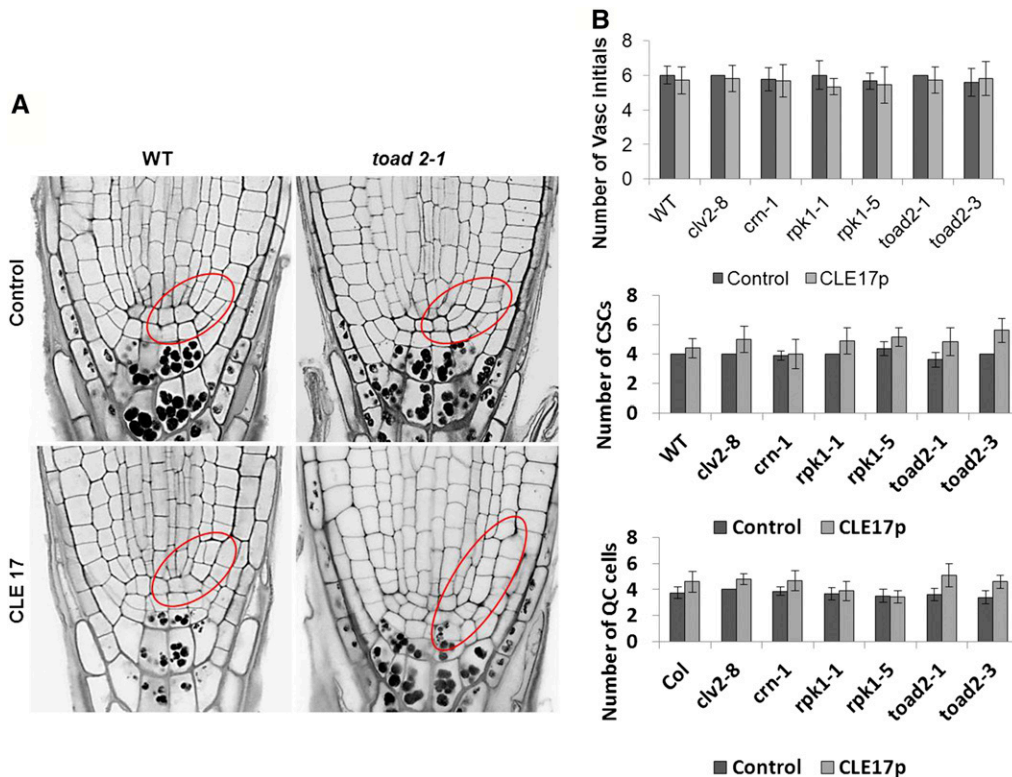 A
WT
toad 2-1
Control
CLE 17
B
Number of Vasc initials
8
6
4
2
0
WT
clv2-8
crn-1
rpk1-1
rpk1-5
toad2-1
toad2-3
Control
CLE17p
Number of CSCs
8
6
4
2
0
WT
clv2-8
crn-1
rpk1-1
rpk1-5
toad2-1
toad2-3
Control
CLE17p
Number of QC cells
8
6
4
2
0
Col
clv2-8
crn-1
rpk1-1
rpk1-5
toad2-1
toad2-3
Control
CLE17p